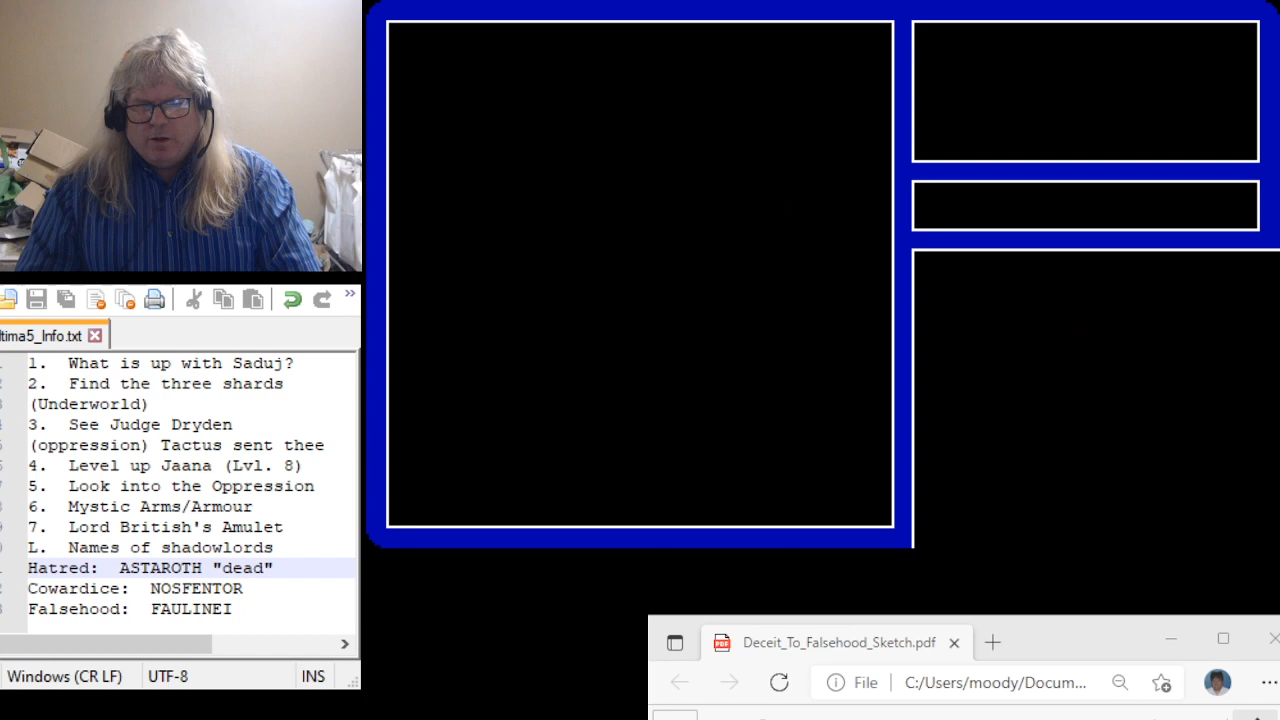 ltima5_Info.txt
1. What is up with Saduj?
2. Find the three shards
(Underworld)
3. See Judge Dryden
(oppression) Tactus sent thee
4. Level up Jaana (Lvl. 8)
5. Look into the Oppression
6. Mystic Arms/Armour
7. Lord British's Amulet
L. Names of shadowlords
Hatred: ASTAROTH "dead"
Cowardice: NOSFENTOR
Falsehood: FAULINEI
Windows (CR LF) UTF-8 INS
Deceit_To_Falsehood_Sketch.pdf
File C:/Users/moody/Docum...